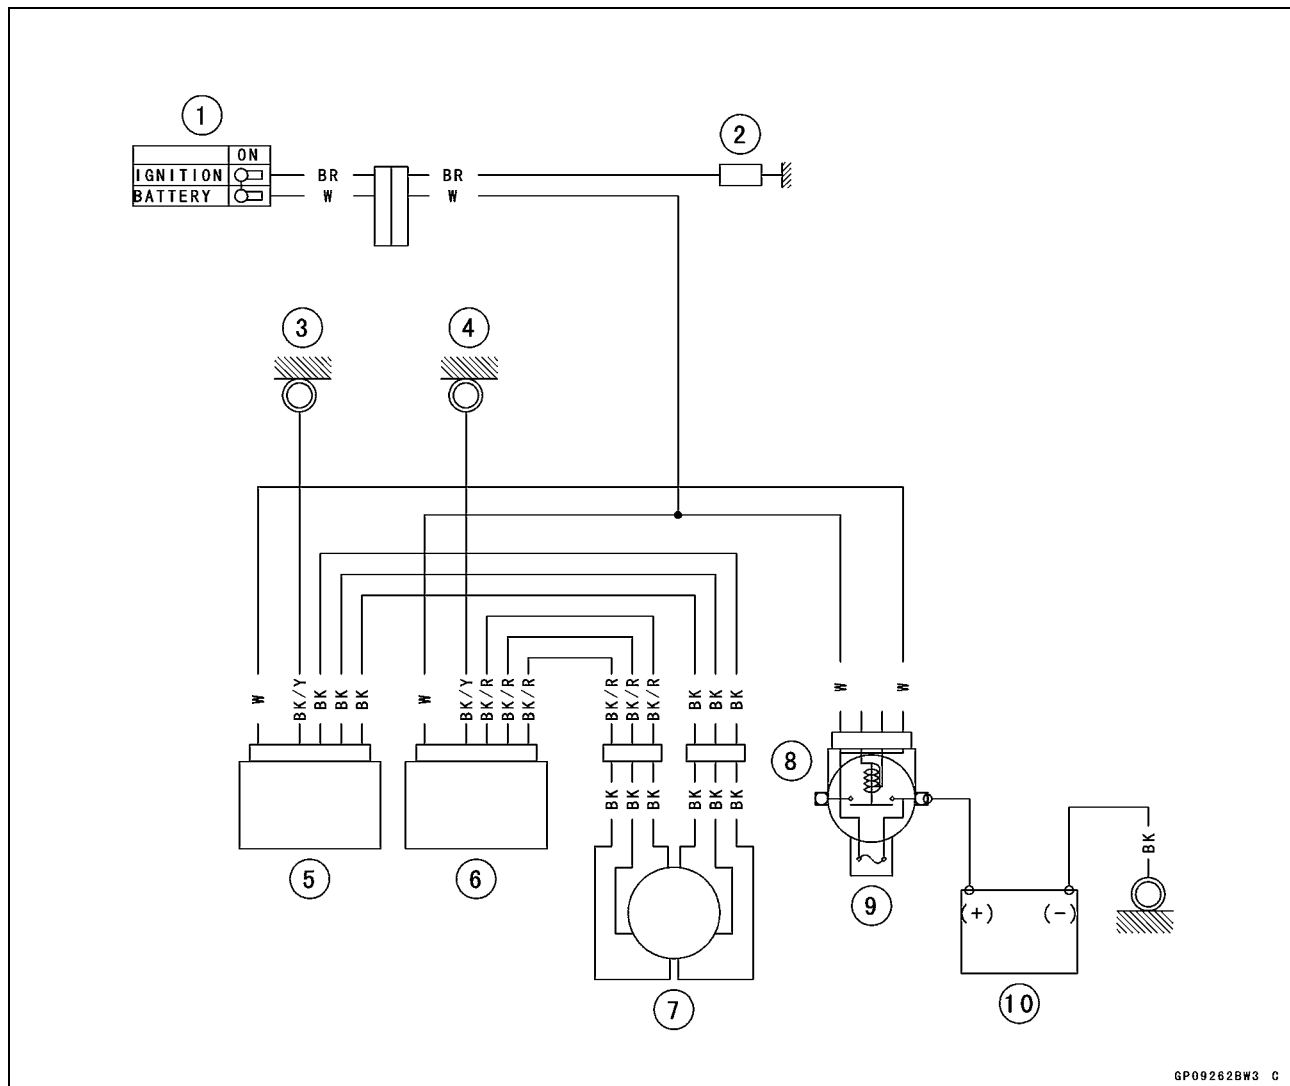 1
2
ON
IGNITION BR BR
BATTERY W W
3 4
W BK/Y BK BK BK W BK/Y BK/R BK/R BK/R BK/R BK/R BK/R BK BK BK W W
8
BK BK BK BK BK BK
BK
5 6 9
(+) (-)
7 10
GP09262BW3 C